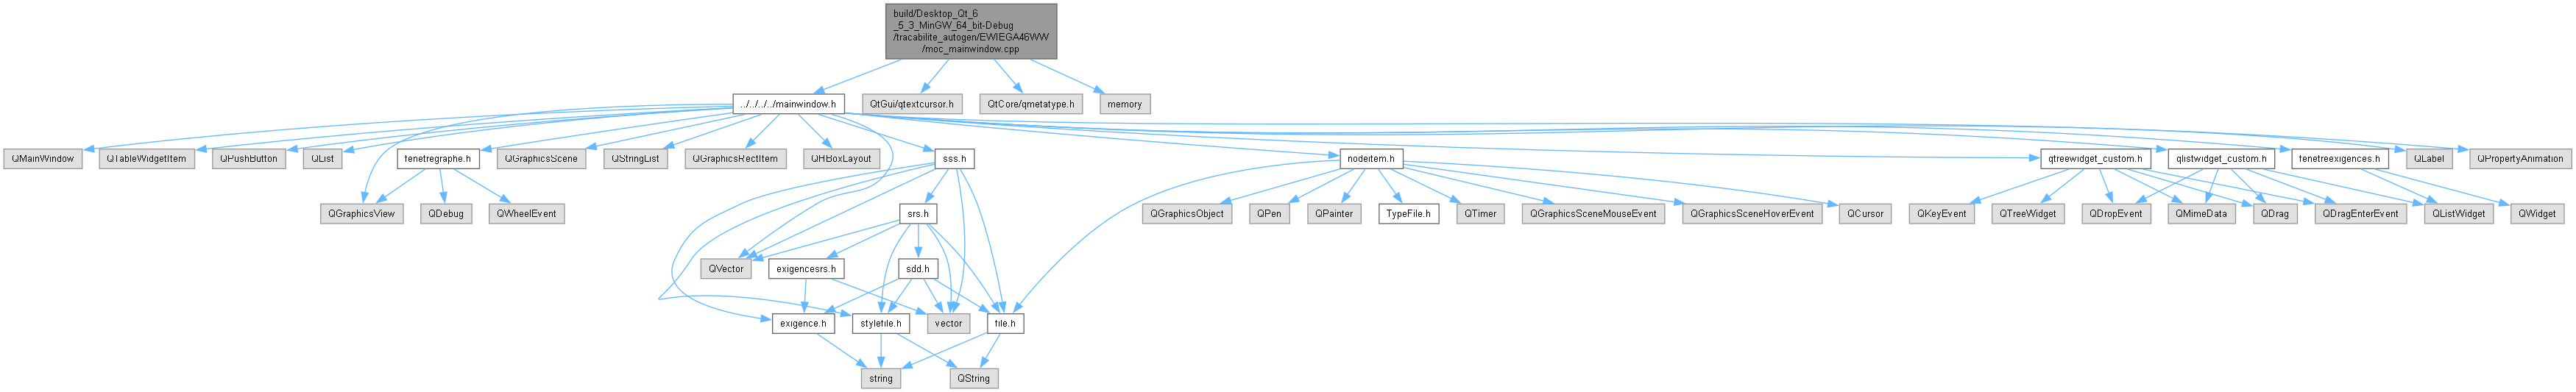 build/Desktop_Qt_6
_5_3_MinGW_64_bit-Debug
/tracabilite_autogen/EWIEGA46WW
/moc_mainwindow.cpp
../../../../mainwindow.h
QtGui/qtextcursor.h
QtCore/qmetatype.h
memory
QMainWindow
QTableWidgetItem
QPushButton
QList
fenetregraphe.h
QGraphicsScene
QStringList
QGraphicsRectItem
QHBoxLayout
sss.h
nodeitem.h
qtreewidget_custom.h
qlistwidget_custom.h
fenetreexigences.h
QLabel
QPropertyAnimation
QGraphicsView
QDebug
QWheelEvent
srs.h
QGraphicsObject
QPen
QPainter
TypeFile.h
QTimer
QGraphicsSceneMouseEvent
QGraphicsSceneHoverEvent
QCursor
QKeyEvent
QTreeWidget
QDropEvent
QMimeData
QDrag
QDragEnterEvent
QListWidget
QWidget
QVector
exigencesrs.h
sdd.h
exigence.h
stylefile.h
vector
file.h
string
QString